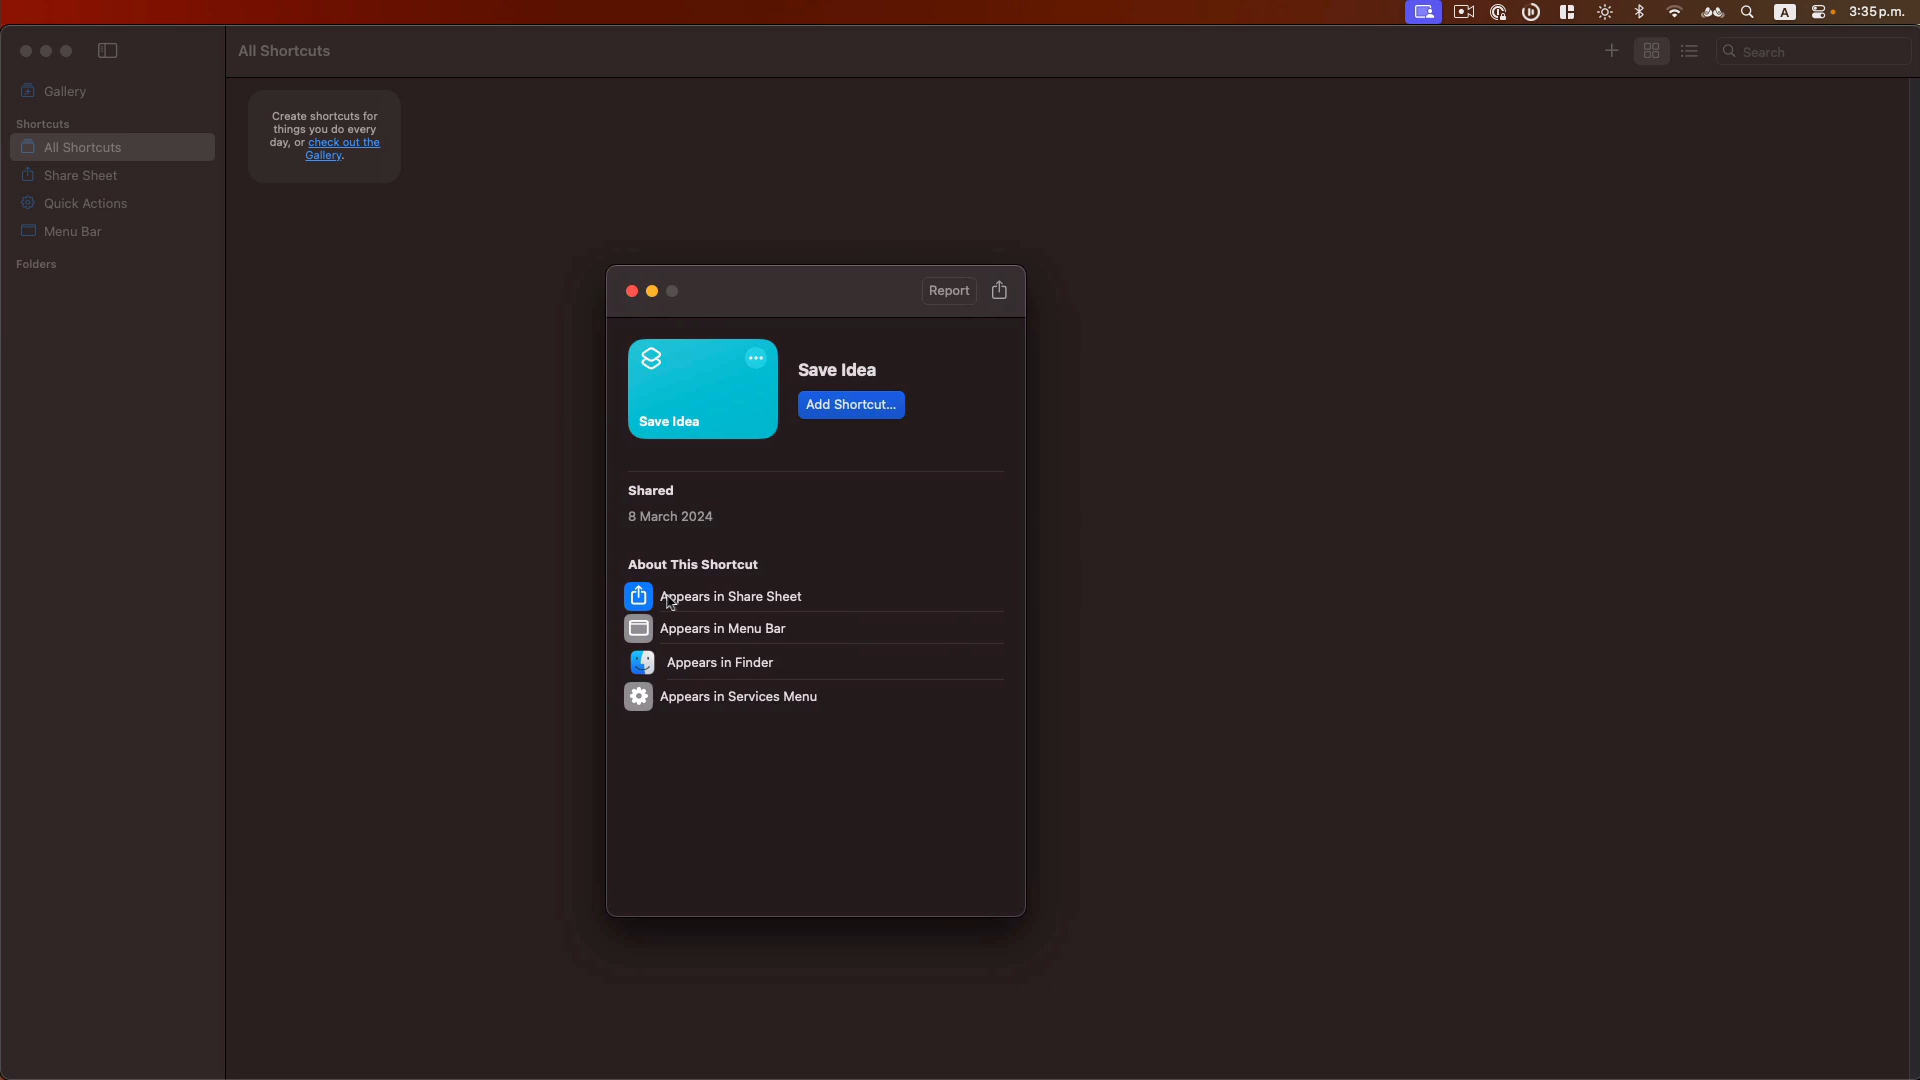 A
3:35 p.m.
All Shortcuts
Search
Gallery
Shortcuts
All Shortcuts
Share Sheet
Quick Actions
Menu Bar
Folders
Create shortcuts for
things you do every
day, or check out the
Gallery.
Report
Save Idea
Save Idea
Add Shortcut...
Shared
8 March 2024
About This Shortcut
Appears in Share Sheet
Appears in Menu Bar
Appears in Finder
Appears in Services Menu